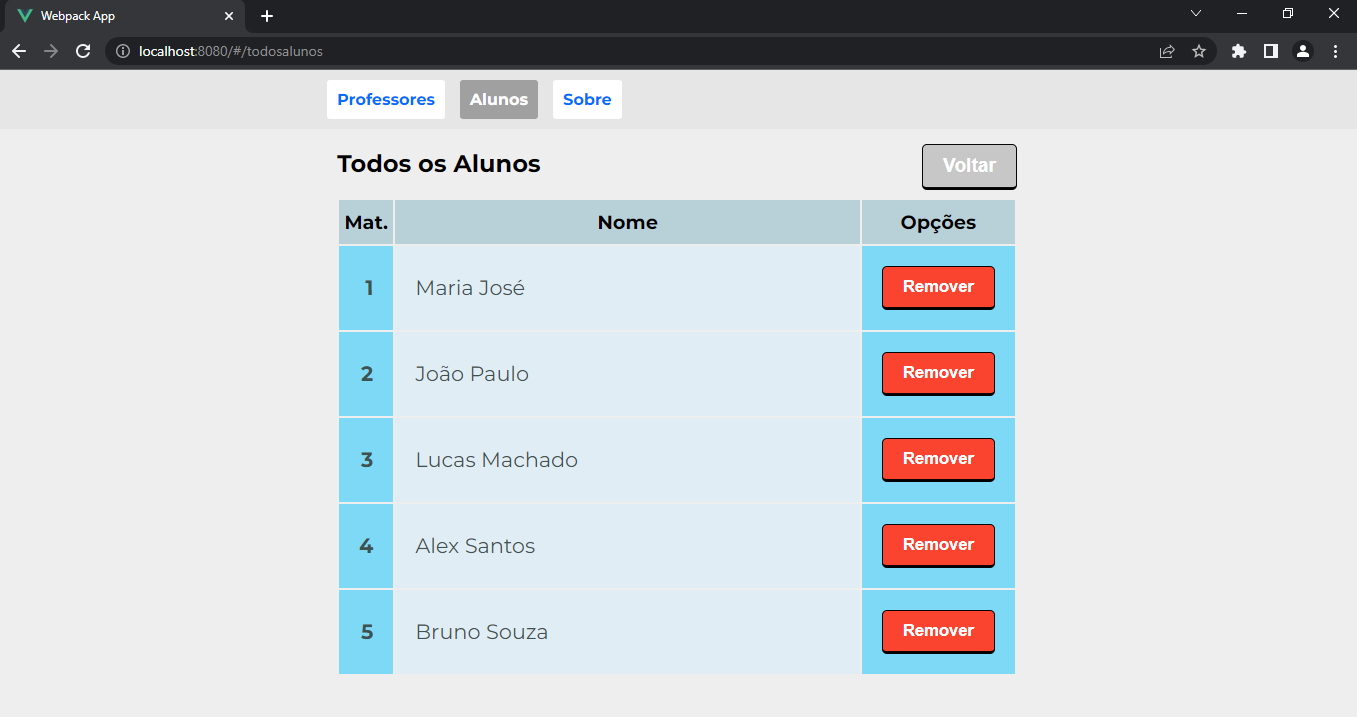 Webpack App
localhost:8080/#/todosalunos
Professores Alunos Sobre
Todos os Alunos Voltar
Mat. Nome Opções
1 Maria José Remover
2 João Paulo Remover
3 Lucas Machado Remover
4 Alex Santos Remover
5 Bruno Souza Remover